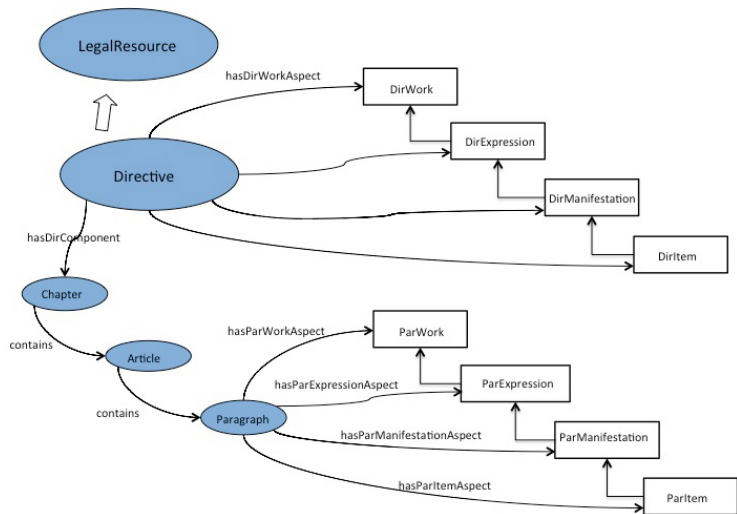 LegalResource
hasDirWorkAspect
DirWork
DirExpression
Directive
DirManifestation
hasDirComponent
DirItem
Chapter
hasParWorkAspect
ParWork
contains
Article
hasParExpressionAspect
ParExpression
contains
Paragraph
hasParManifestationAspect
ParManifestation
hasParItemAspect
ParItem